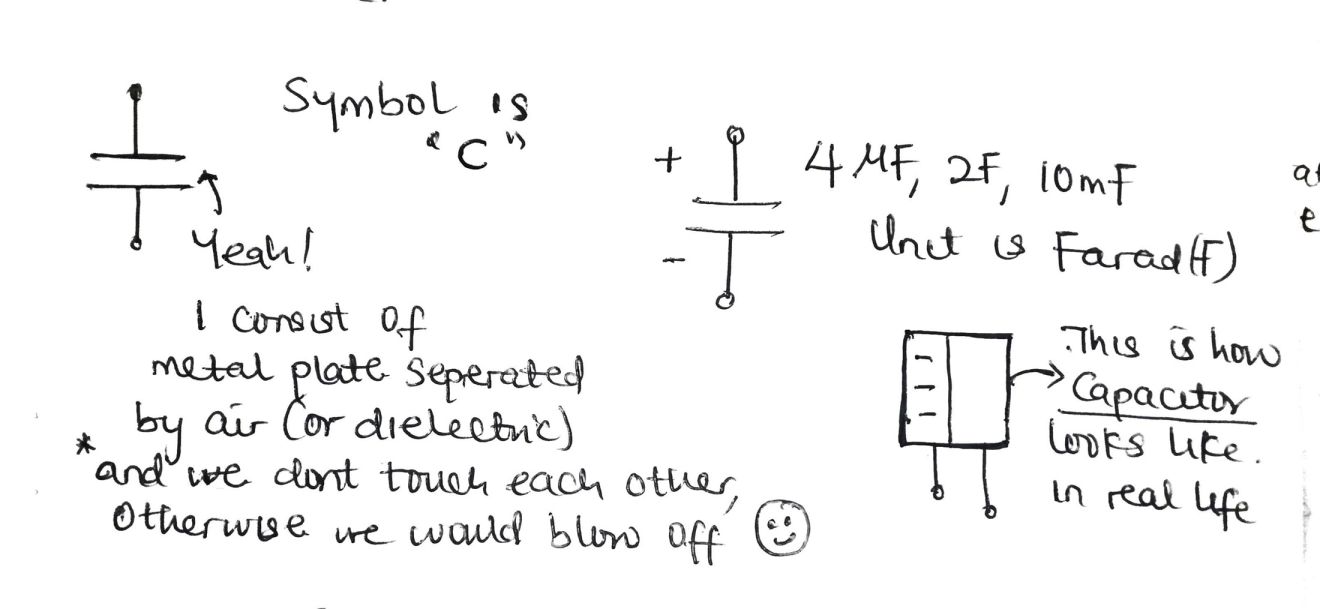 Symbol is
"C"
Yeah!
I consist of
metal plate seperated
by air (or dielectric)
* and we dont touch each other,
Otherwise we would blow off
+
-
4 μF, 2F, 10mF
Unit is Farad(F)
.This is how
Capacitor
looks like.
in real life